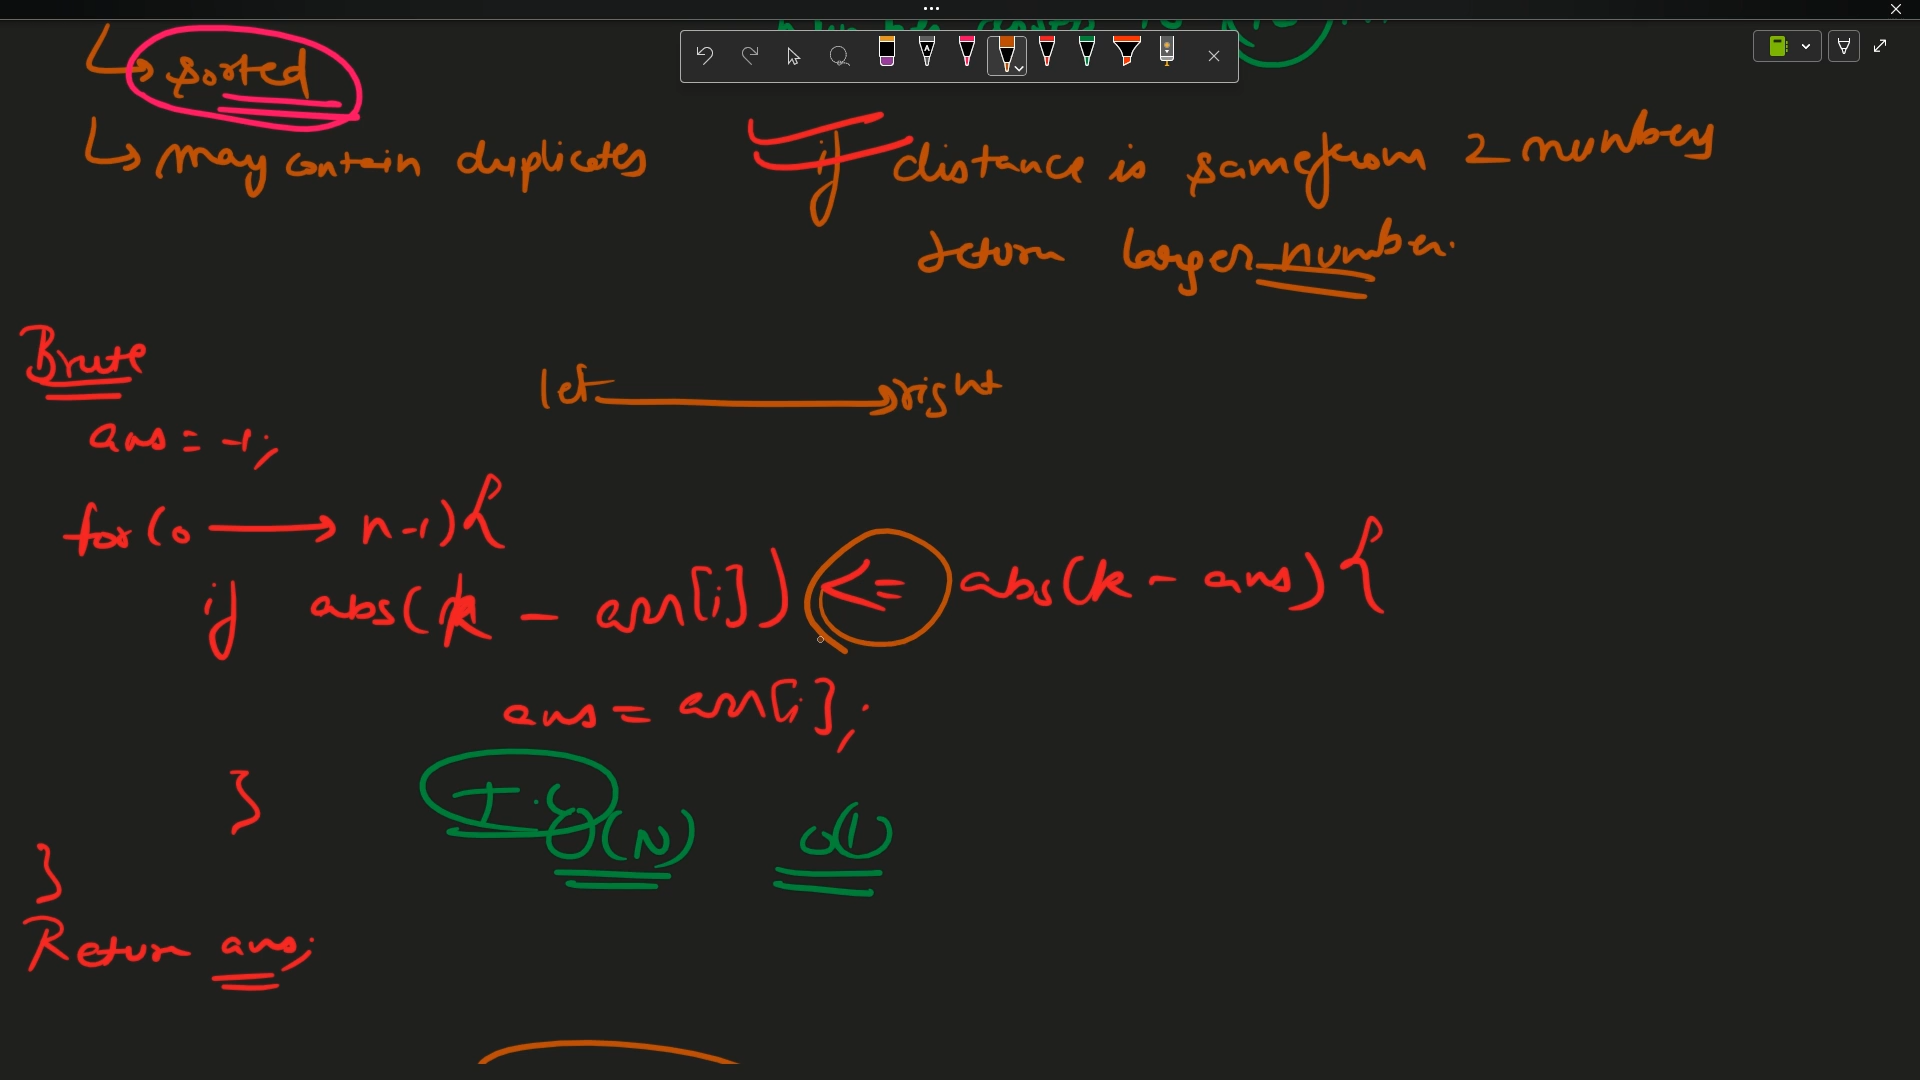 sorted
may contain duplicates
if distance is same from 2 numbers
return larger number.
Brute
left right
ans = -1;
for (0 → n-1) {
if abs(k - arr[i]) <= abs(k - ans) {
ans = arr[i];
}
T.C O(N) O(1)
}
Return ans;